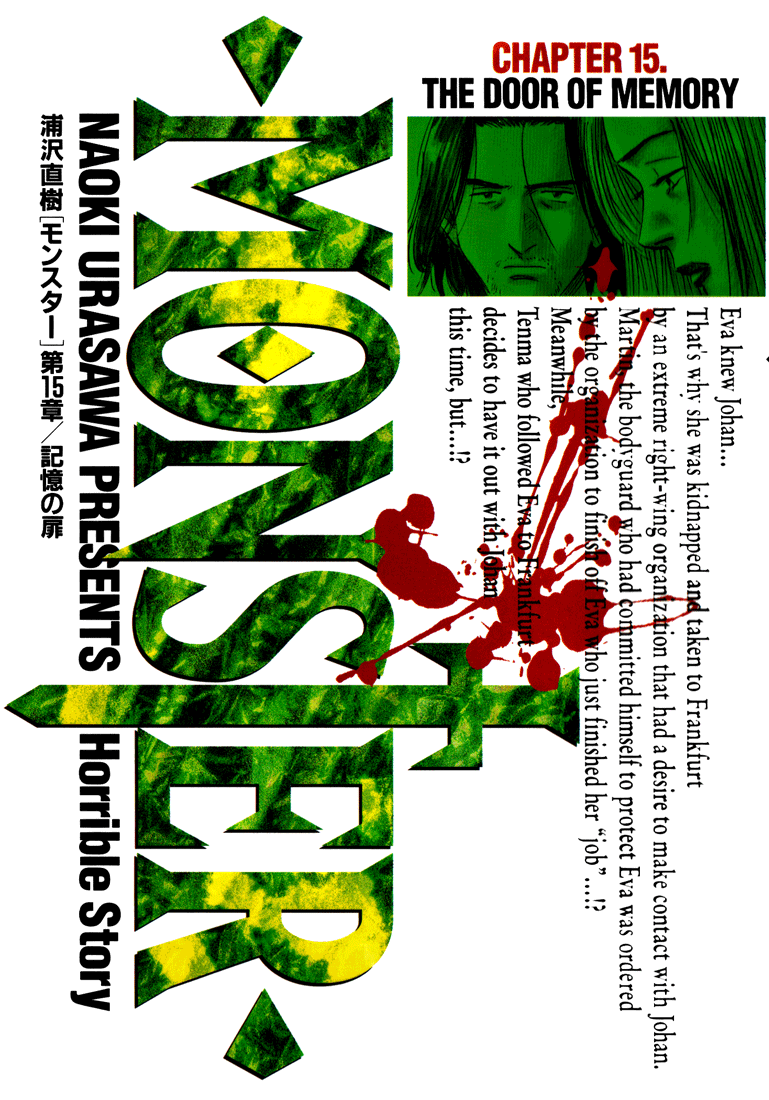 CHAPTER 15.
THE DOOR OF MEMORY
Eva knew Johan...
That's why she was kidnapped and taken to Frankfurt
by an extreme right-wing organization that had a desire to make contact with Johan.
Martin, the bodyguard who had committed himself to protect Eva was ordered
by the organization to finish off Eva who just finished her “job” ....!?
Meanwhile,
Tenma who followed Eva to Frankfurt
decides to have it out with Johan
this time, but....!?
MONSTER
NAOKI URASAWA PRESENTS Horrible Story
浦沢直樹[モンスター]第15章／記憶の扉